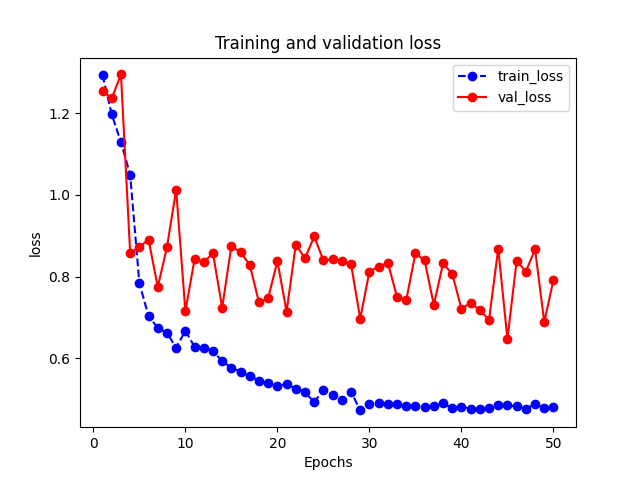 Training and validation loss
train_loss
val_loss
1.2
1.0
0.8
0.6
loss
0 10 20 30 40 50
Epochs